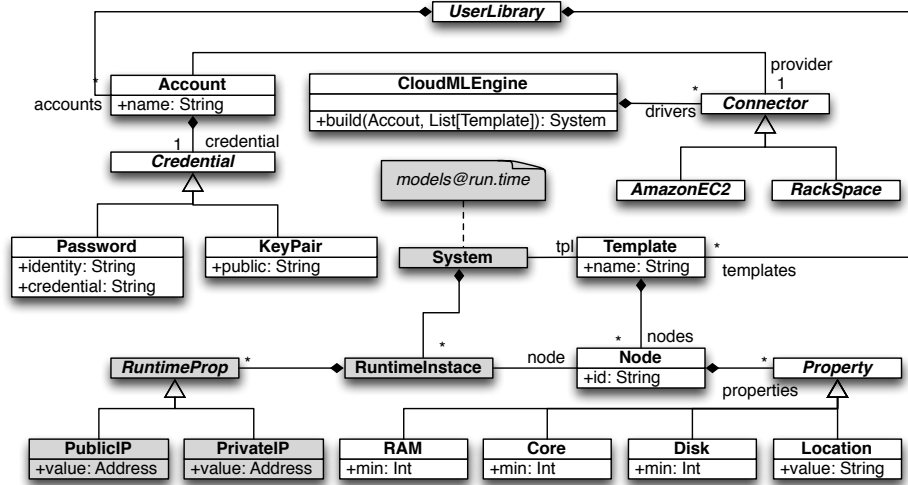 UserLibrary
provider
*
Account
CloudMLEngine
*
1
accounts
+name: String
Connector
drivers
+build(Accout, List[Template]): System
credential
1
Credential
models@run.time
AmazonEC2
RackSpace
Password
KeyPair
Template
*
+identity: String
+public: String
System
tpl
+name: String
templates
+credential: String
*
*
nodes
RuntimeProp
*
RuntimeInstace
node
Node
*
Property
+id: String
properties
PublicIP
PrivateIP
RAM
Core
Disk
Location
+value: Address
+value: Address
+min: Int
+min: Int
+min: Int
+value: String